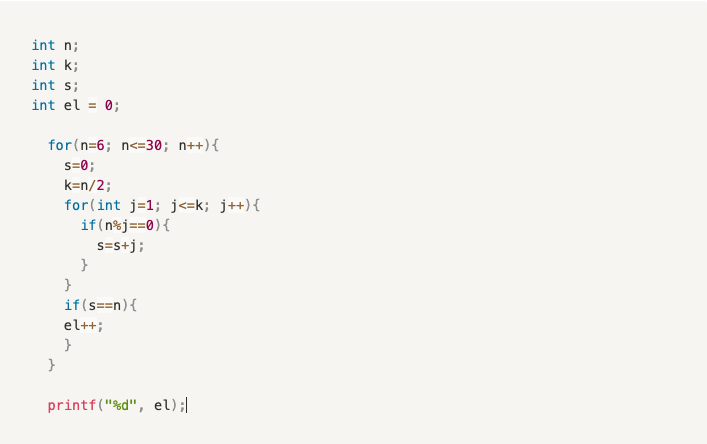 int n;
int k;
int s;
int el = 0;
for(n=6; n<=30; n++){
s=0;
k=n/2;
for(int j=1; j<=k; j++){
if(n%j==0){
s=s+j;
}
}
if(s==n){
el++;
}
}
printf("%d", el);